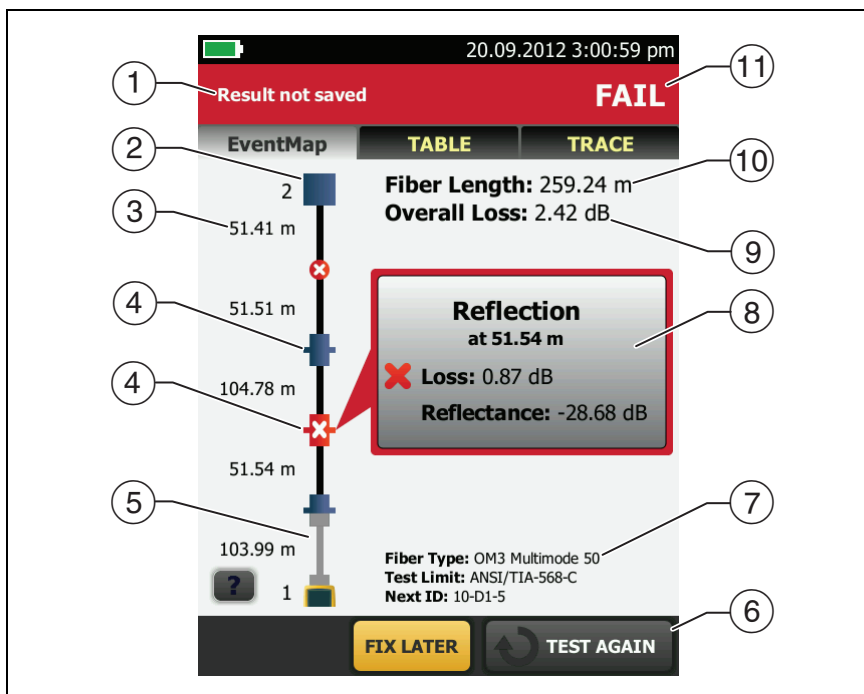 20.09.2012 3:00:59 pm
1
Result not saved
FAIL
11
EventMap
TABLE
TRACE
2
2
Fiber Length: 259.24 m
10
Overall Loss: 2.42 dB
3
51.41 m
9
4
51.51 m
Reflection
8
at 51.54 m
Loss: 0.87 dB
4
104.78 m
Reflectance: -28.68 dB
51.54 m
5
7
103.99 m
Fiber Type: OM3 Multimode 50
Test Limit: ANSI/TIA-568-C
? 1
Next ID: 10-D1-5
6
FIX LATER
TEST AGAIN